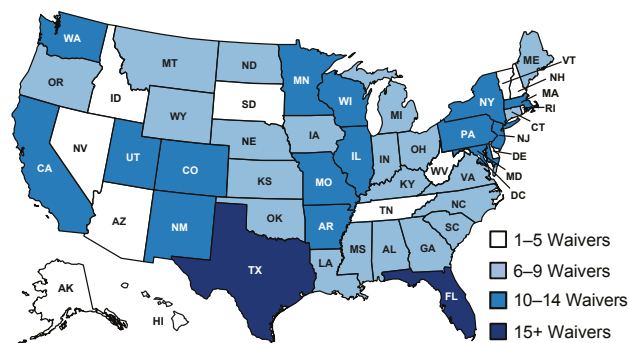 WA
OR
CA
ID
NV
AZ
MT
WY
UT
CO
NM
ND
SD
NE
KS
OK
TX
MN
IA
MO
AR
LA
WI
IL
MS
MI
IN
OH
KY
TN
AL
GA
FL
SC
NC
VA
WV
PA
NY
ME
VT
NH
MA
RI
CT
NJ
DE
MD
DC
AK
HI
1–5 Waivers
6–9 Waivers
10–14 Waivers
15+ Waivers